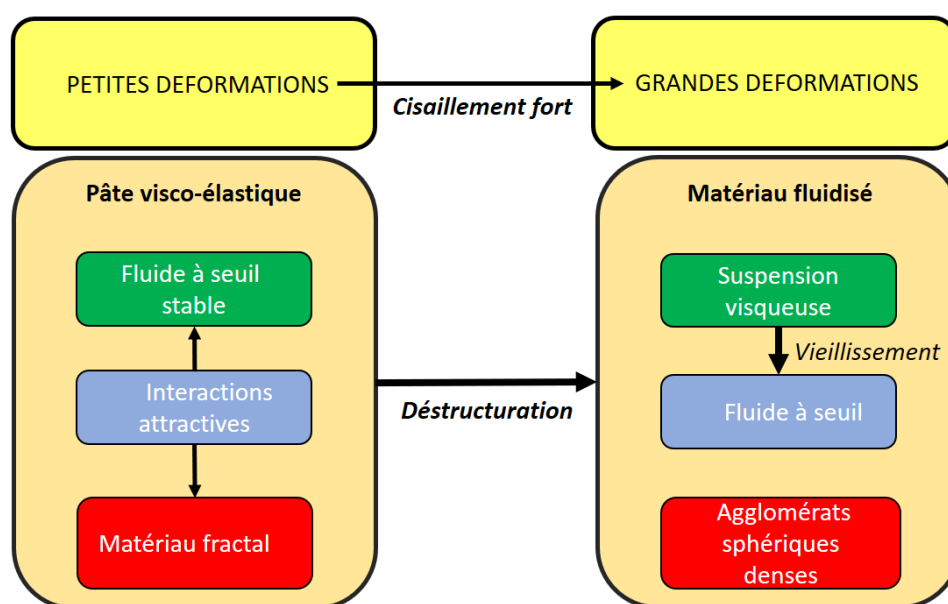 PETITES DEFORMATIONS
Cisaillement fort
GRANDES DEFORMATIONS
Pâte visco-élastique
Fluide à seuil
stable
Interactions
attractives
Matériau fractal
Déstructuration
Matériau fluidisé
Suspension
visqueuse
Vieillissement
Fluide à seuil
Agglomérats
sphériques
denses